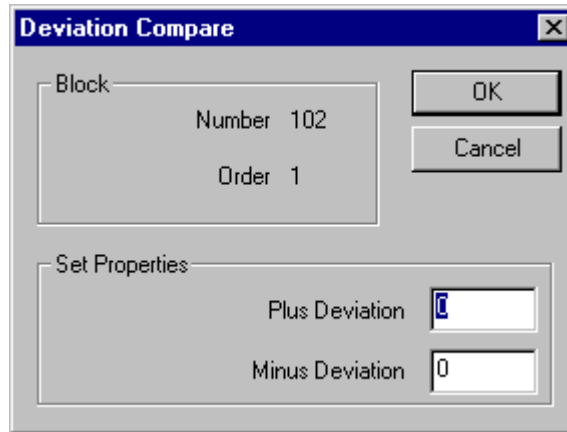 Deviation Compare
Block
Number 102
Order 1
OK
Cancel
Set Properties
Plus Deviation 0
Minus Deviation 0